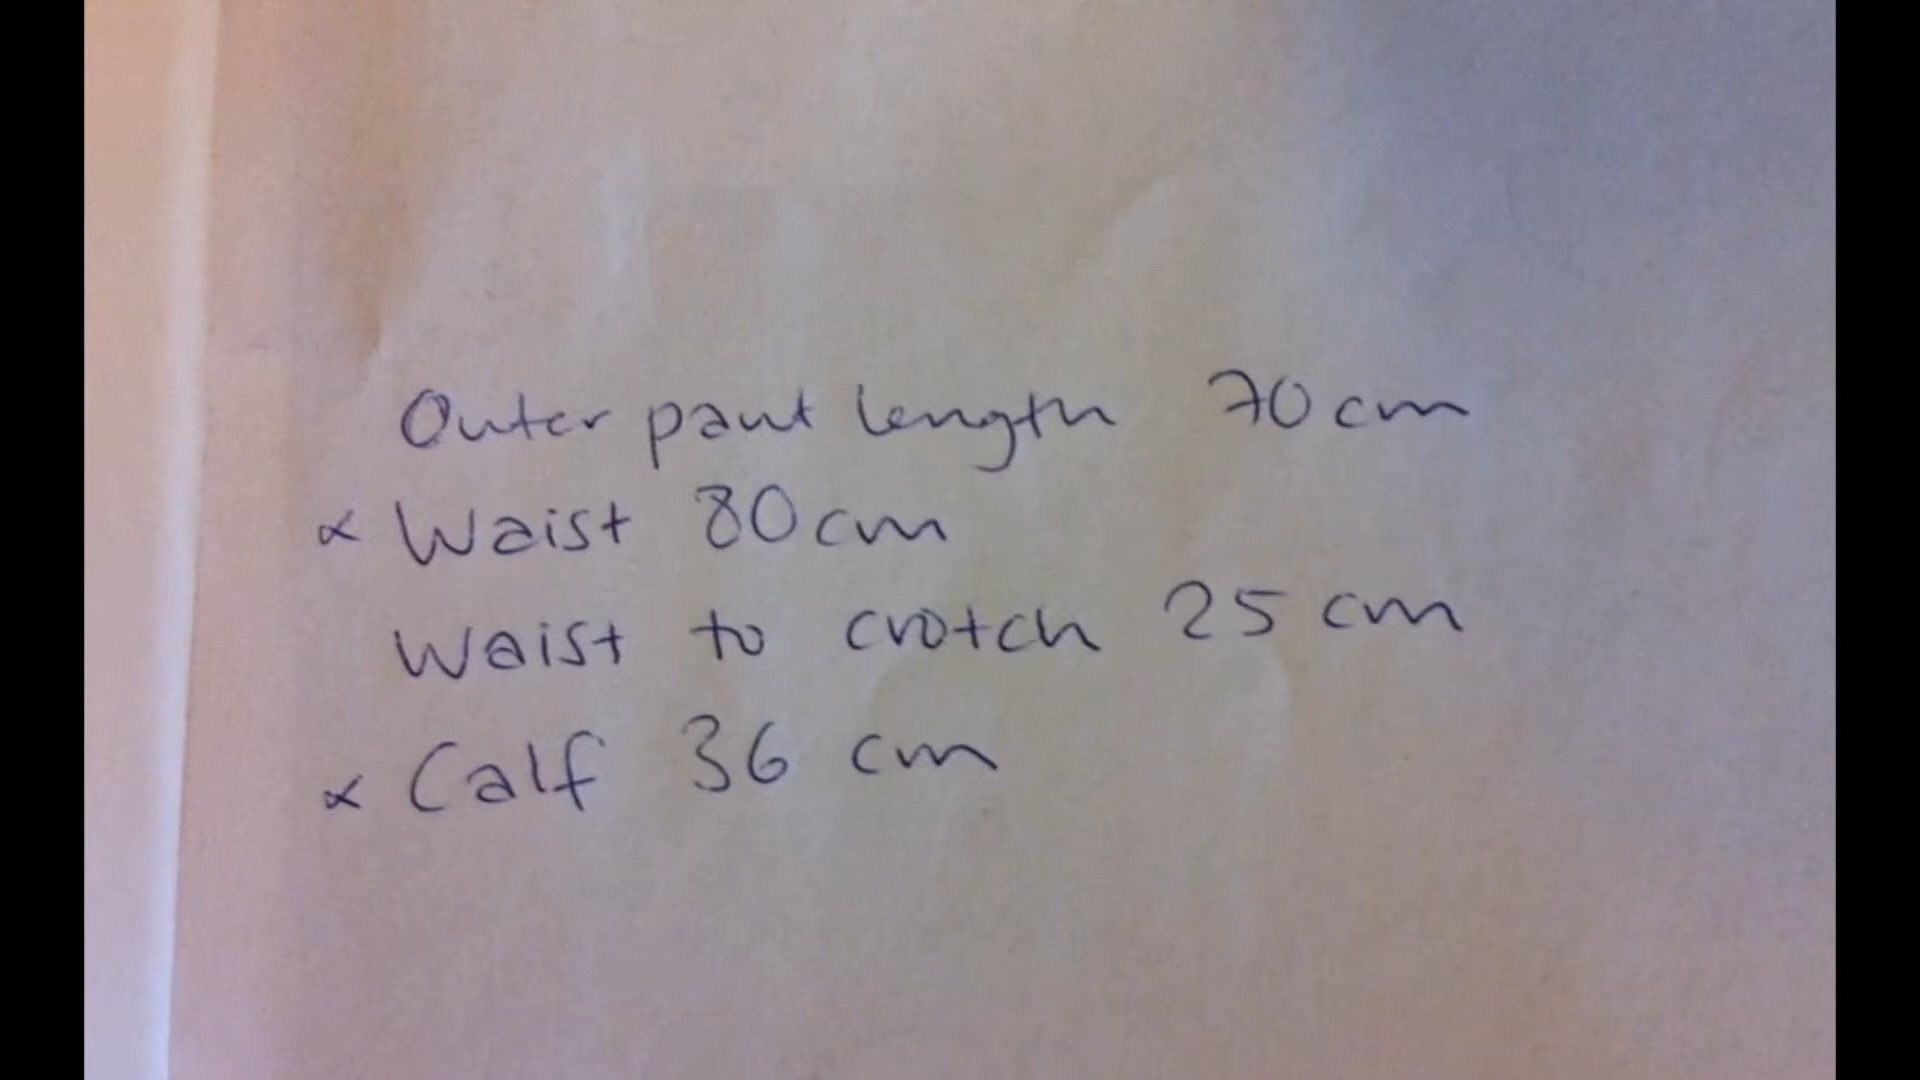 Outer pant length 70 cm
∝ Waist 80 cm
Waist to crotch 25 cm
∝ Calf 36 cm